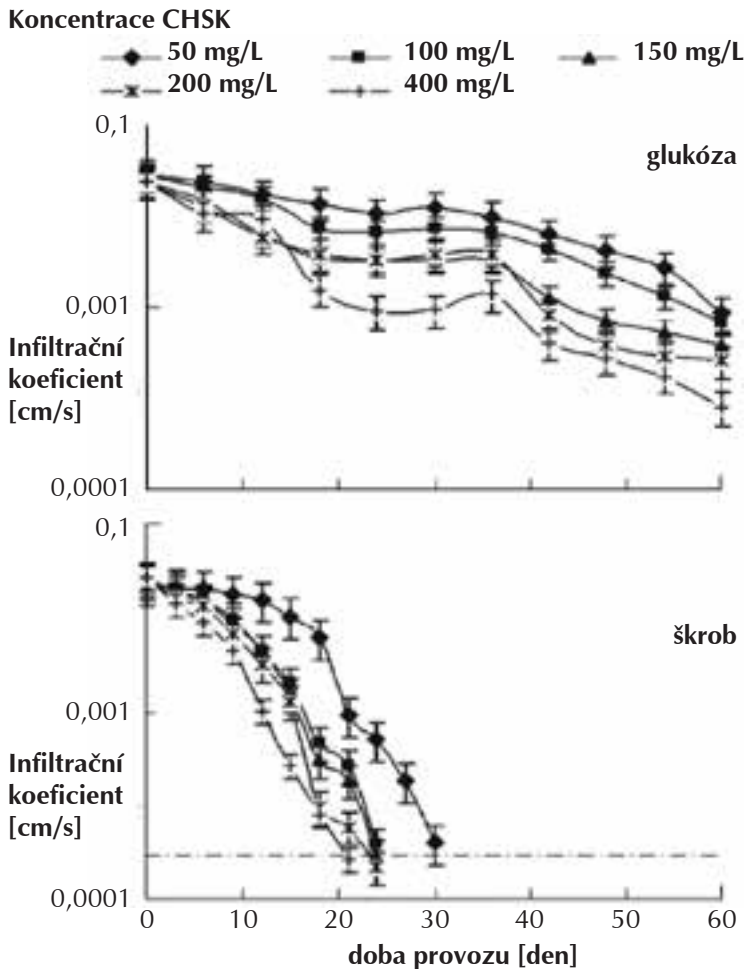 Koncentrace CHSK
50 mg/L 100 mg/L 150 mg/L
200 mg/L 400 mg/L
0,1
glukóza
0,001
Infiltrační
koeficient
[cm/s]
0,0001
0,1
škrob
0,001
Infiltrační
koeficient
[cm/s]
0,0001
0 10 20 30 40 50 60
doba provozu [den]